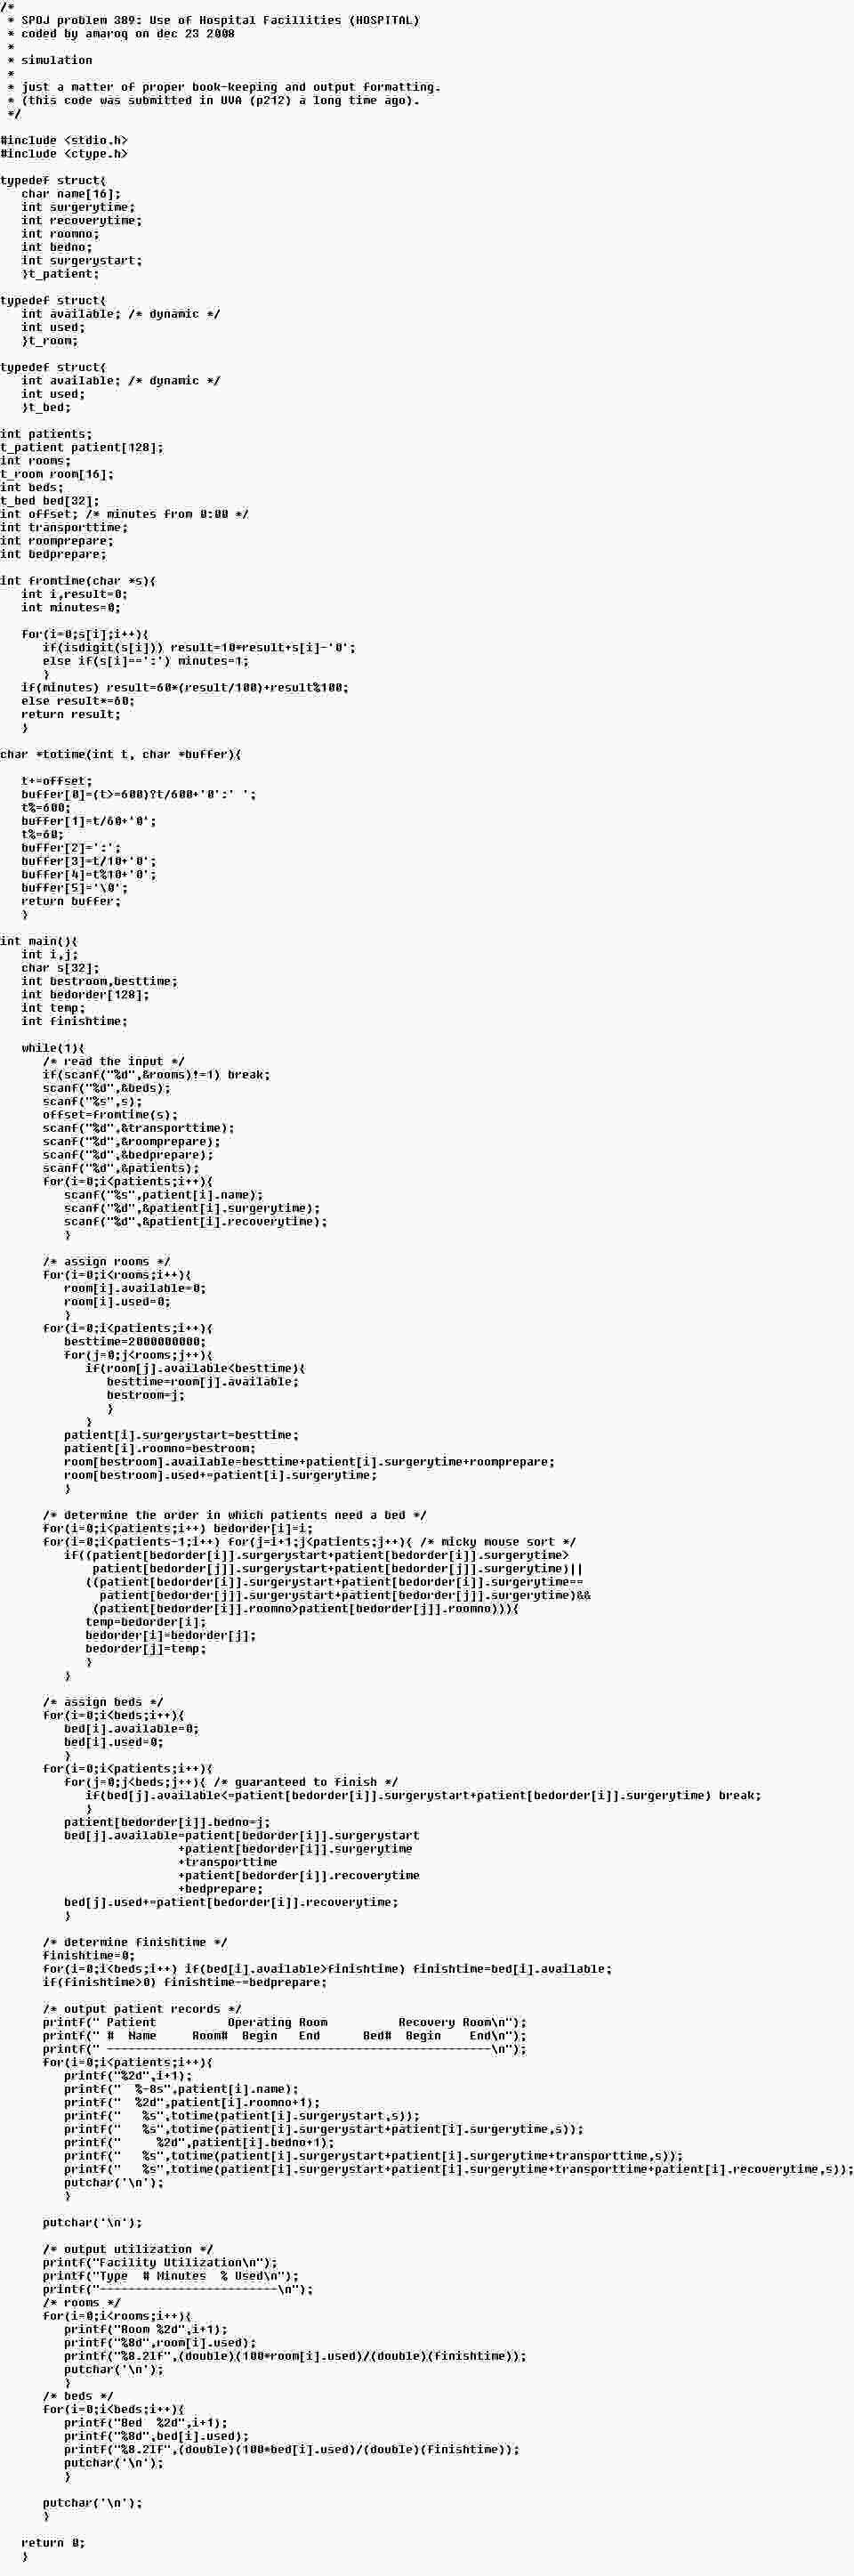 /*
 * SPOJ problem 389: Use of Hospital Facillities (HOSPITAL)
 * coded by amaroq on dec 23 2008
 *
 * simulation
 *
 * just a matter of proper book-keeping and output formatting.
 * (this code was submitted in UVA (p212) a long time ago).
 */

#include <stdio.h>
#include <ctype.h>

typedef struct{
   char name[16];
   int surgerytime;
   int recoverytime;
   int roomno;
   int bedno;
   int surgerystart;
   }t_patient;

typedef struct{
   int available; /* dynamic */
   int used;
   }t_room;

typedef struct{
   int available; /* dynamic */
   int used;
   }t_bed;

int patients;
t_patient patient[128];
int rooms;
t_room room[16];
int beds;
t_bed bed[32];
int offset; /* minutes from 0:00 */
int transporttime;
int roomprepare;
int bedprepare;

int fromtime(char *s){
   int i,result=0;
   int minutes=0;

   for(i=0;s[i];i++){
      if(isdigit(s[i])) result=10*result+s[i]-'0';
      else if(s[i]==':') minutes=1;
      }
   if(minutes) result=60*(result/100)+result%100;
   else result*=60;
   return result;
   }

char *totime(int t, char *buffer){

   t+=offset;
   buffer[0]=(t>=600)?t/600+'0':' ';
   t%=600;
   buffer[1]=t/60+'0';
   t%=60;
   buffer[2]=':';
   buffer[3]=t/10+'0';
   buffer[4]=t%10+'0';
   buffer[5]='\0';
   return buffer;
   }

int main(){
   int i,j;
   char s[32];
   int bestroom,besttime;
   int bedorder[128];
   int temp;
   int finishtime;

   while(1){
      /* read the input */
      if(scanf("%d",&rooms)!=1) break;
      scanf("%d",&beds);
      scanf("%s",s);
      offset=fromtime(s);
      scanf("%d",&transporttime);
      scanf("%d",&roomprepare);
      scanf("%d",&bedprepare);
      scanf("%d",&patients);
      for(i=0;i<patients;i++){
         scanf("%s",patient[i].name);
         scanf("%d",&patient[i].surgerytime);
         scanf("%d",&patient[i].recoverytime);
         }

      /* assign rooms */
      for(i=0;i<rooms;i++){
         room[i].available=0;
         room[i].used=0;
         }
      for(i=0;i<patients;i++){
         besttime=2000000000;
         for(j=0;j<rooms;j++){
            if(room[j].available<besttime){
               besttime=room[j].available;
               bestroom=j;
               }
            }
         patient[i].surgerystart=besttime;
         patient[i].roomno=bestroom;
         room[bestroom].available=besttime+patient[i].surgerytime+roomprepare;
         room[bestroom].used+=patient[i].surgerytime;
         }

      /* determine the order in which patients need a bed */
      for(i=0;i<patients;i++) bedorder[i]=i;
      for(i=0;i<patients-1;i++) for(j=i+1;j<patients;j++){ /* micky mouse sort */
         if((patient[bedorder[i]].surgerystart+patient[bedorder[i]].surgerytime>
             patient[bedorder[j]].surgerystart+patient[bedorder[j]].surgerytime)||
            ((patient[bedorder[i]].surgerystart+patient[bedorder[i]].surgerytime==
              patient[bedorder[j]].surgerystart+patient[bedorder[j]].surgerytime)&&
             (patient[bedorder[i]].roomno>patient[bedorder[j]].roomno))){
            temp=bedorder[i];
            bedorder[i]=bedorder[j];
            bedorder[j]=temp;
            }
         }

      /* assign beds */
      for(i=0;i<beds;i++){
         bed[i].available=0;
         bed[i].used=0;
         }
      for(i=0;i<patients;i++){
         for(j=0;j<beds;j++){ /* guaranteed to finish */
            if(bed[j].available<=patient[bedorder[i]].surgerystart+patient[bedorder[i]].surgerytime) break;
            }
         patient[bedorder[i]].bedno=j;
         bed[j].available=patient[bedorder[i]].surgerystart
                         +patient[bedorder[i]].surgerytime
                         +transporttime
                         +patient[bedorder[i]].recoverytime
                         +bedprepare;
         bed[j].used+=patient[bedorder[i]].recoverytime;
         }

      /* determine finishtime */
      finishtime=0;
      for(i=0;i<beds;i++) if(bed[i].available>finishtime) finishtime=bed[i].available;
      if(finishtime>0) finishtime-=bedprepare;

      /* output patient records */
      printf(" Patient          Operating Room          Recovery Room\n");
      printf(" #  Name     Room#  Begin   End      Bed#  Begin    End\n");
      printf(" ------------------------------------------------------\n");
      for(i=0;i<patients;i++){
         printf("%2d",i+1);
         printf("  %-8s",patient[i].name);
         printf("  %2d",patient[i].roomno+1);
         printf("   %s",totime(patient[i].surgerystart,s));
         printf("   %s",totime(patient[i].surgerystart+patient[i].surgerytime,s));
         printf("     %2d",patient[i].bedno+1);
         printf("   %s",totime(patient[i].surgerystart+patient[i].surgerytime+transporttime,s));
         printf("   %s",totime(patient[i].surgerystart+patient[i].surgerytime+transporttime+patient[i].recoverytime,s));
         putchar('\n');
         }

      putchar('\n');

      /* output utilization */
      printf("Facility Utilization\n");
      printf("Type  # Minutes  % Used\n");
      printf("-------------------------\n");
      /* rooms */
      for(i=0;i<rooms;i++){
         printf("Room %2d",i+1);
         printf("%8d",room[i].used);
         printf("%8.2lf",(double)(100*room[i].used)/(double)(finishtime));
         putchar('\n');
         }
      /* beds */
      for(i=0;i<beds;i++){
         printf("Bed  %2d",i+1);
         printf("%8d",bed[i].used);
         printf("%8.2lf",(double)(100*bed[i].used)/(double)(finishtime));
         putchar('\n');
         }

      putchar('\n');
      }

   return 0;
   }